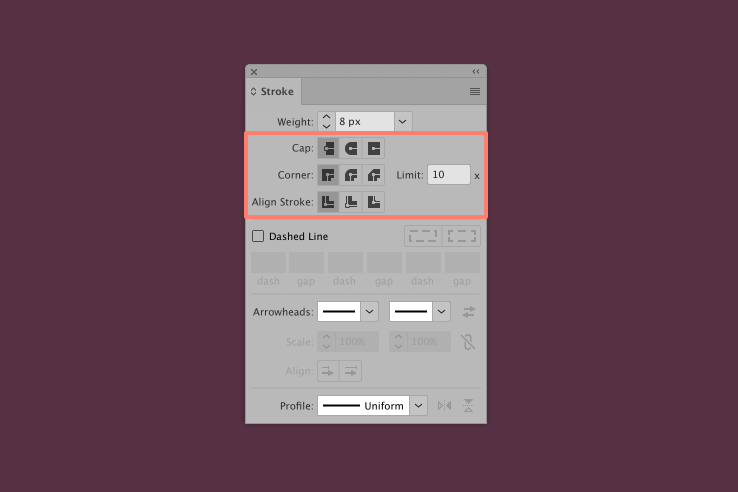 Stroke
Weight: 8 px
Cap:
Corner: Limit: 10 x
Align Stroke:
Dashed Line
dash gap dash gap dash gap
Arrowheads:
Scale: 100% 100%
Align:
Profile: Uniform